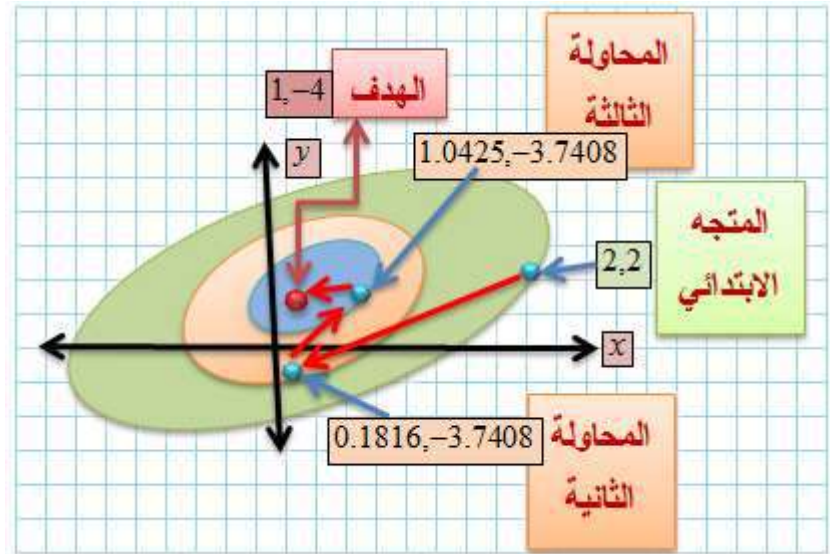 المحاولة
الثالثة
الهدف
1,−4
y
1.0425,−3.7408
المتجه
الابتدائي
2,2
x
0.1816,−3.7408
المحاولة
الثانية